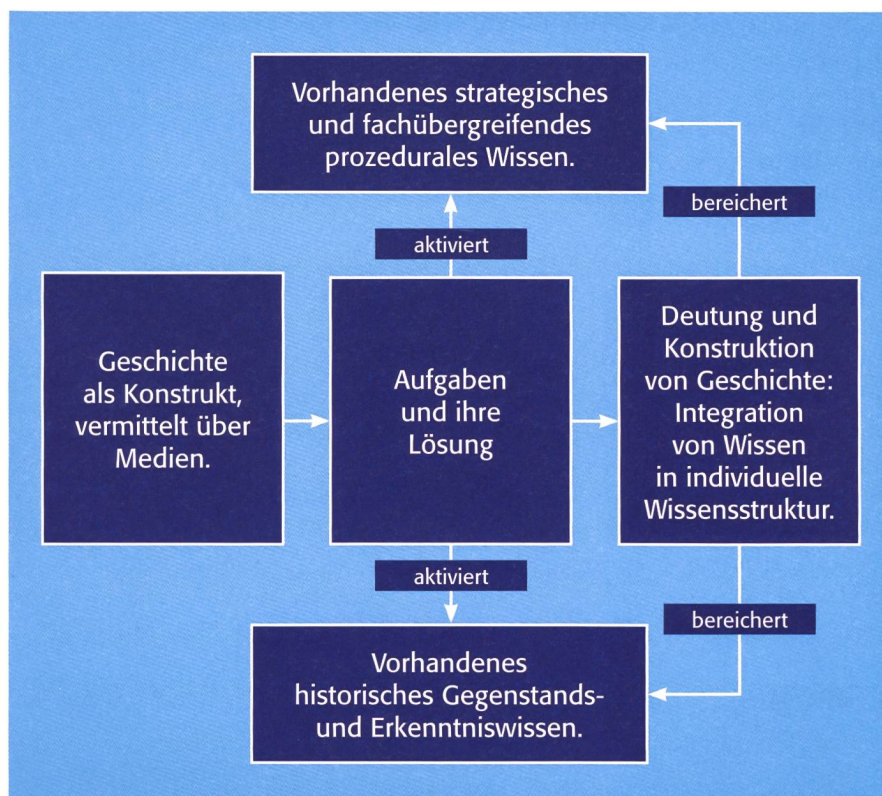 Vorhandenes strategisches
und fachübergreifendes
prozedurales Wissen.
bereichert
aktiviert
Geschichte
als Konstrukt,
vermittelt über
Medien.
Aufgaben
und ihre
Lösung
Deutung und
Konstruktion
von Geschichte:
Integration
von Wissen
in individuelle
Wissensstruktur.
aktiviert
bereichert
Vorhandenes
historisches Gegenstands-
und Erkenntniswissen.